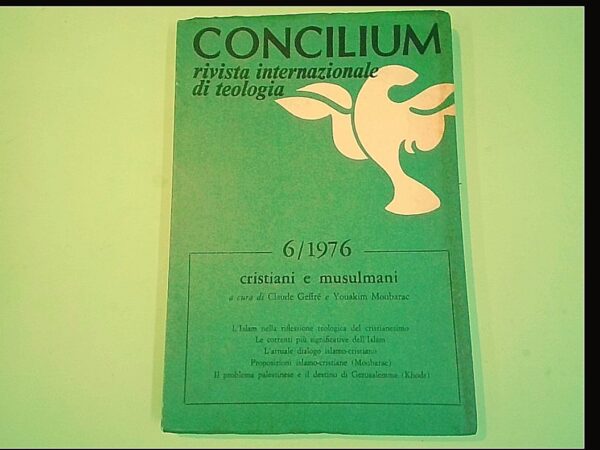 CONCILIUM
rivista internazionale
di teologia
6/1976
cristiani e musulmani
a cura di Claude Geffré e Youakim Moubarac
L'Islam nella riflessione teologica del cristianesimo
Le correnti più significative dell'Islàm
L'attuale dialogo islamo-cristiano
Proposizioni islamo-cristiane (Moubarac)
Il problema palestinese e il destino di Gerusalemme (Khodr)